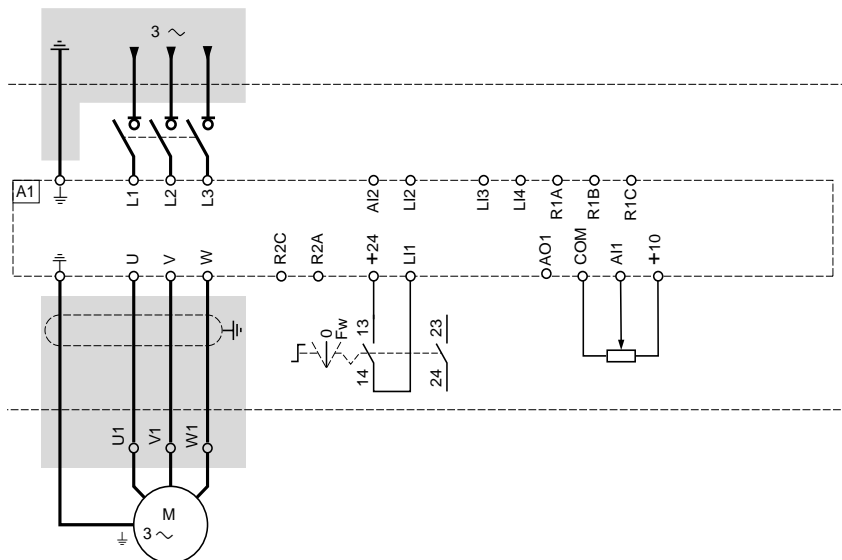 3 ~
A1
L1 L2 L3 AI2 LI2 LI3 LI4 R1A R1B R1C
U V W R2C R2A +24 LI1 AO1 COM AI1 +10
0 Fw 13 23
14 24
U1 V1 W1
M
3 ~